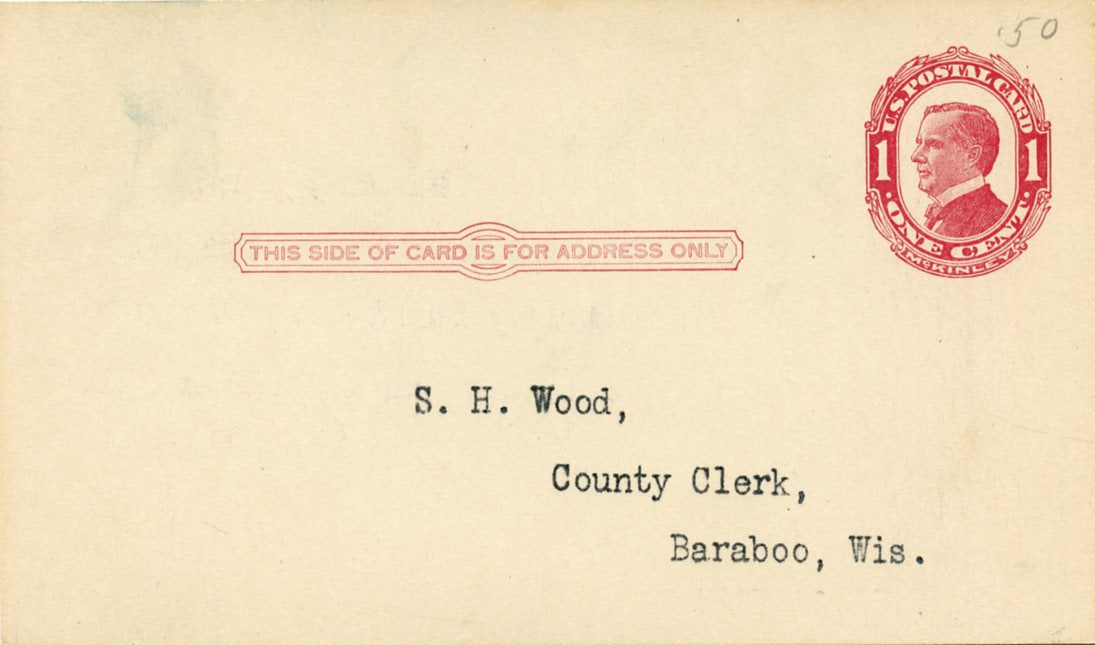 .50
U.S. POSTAL CARD
1 1
ONE CENT
McKINLEY
THIS SIDE OF CARD IS FOR ADDRESS ONLY
S. H. Wood,
County Clerk,
Baraboo, Wis.